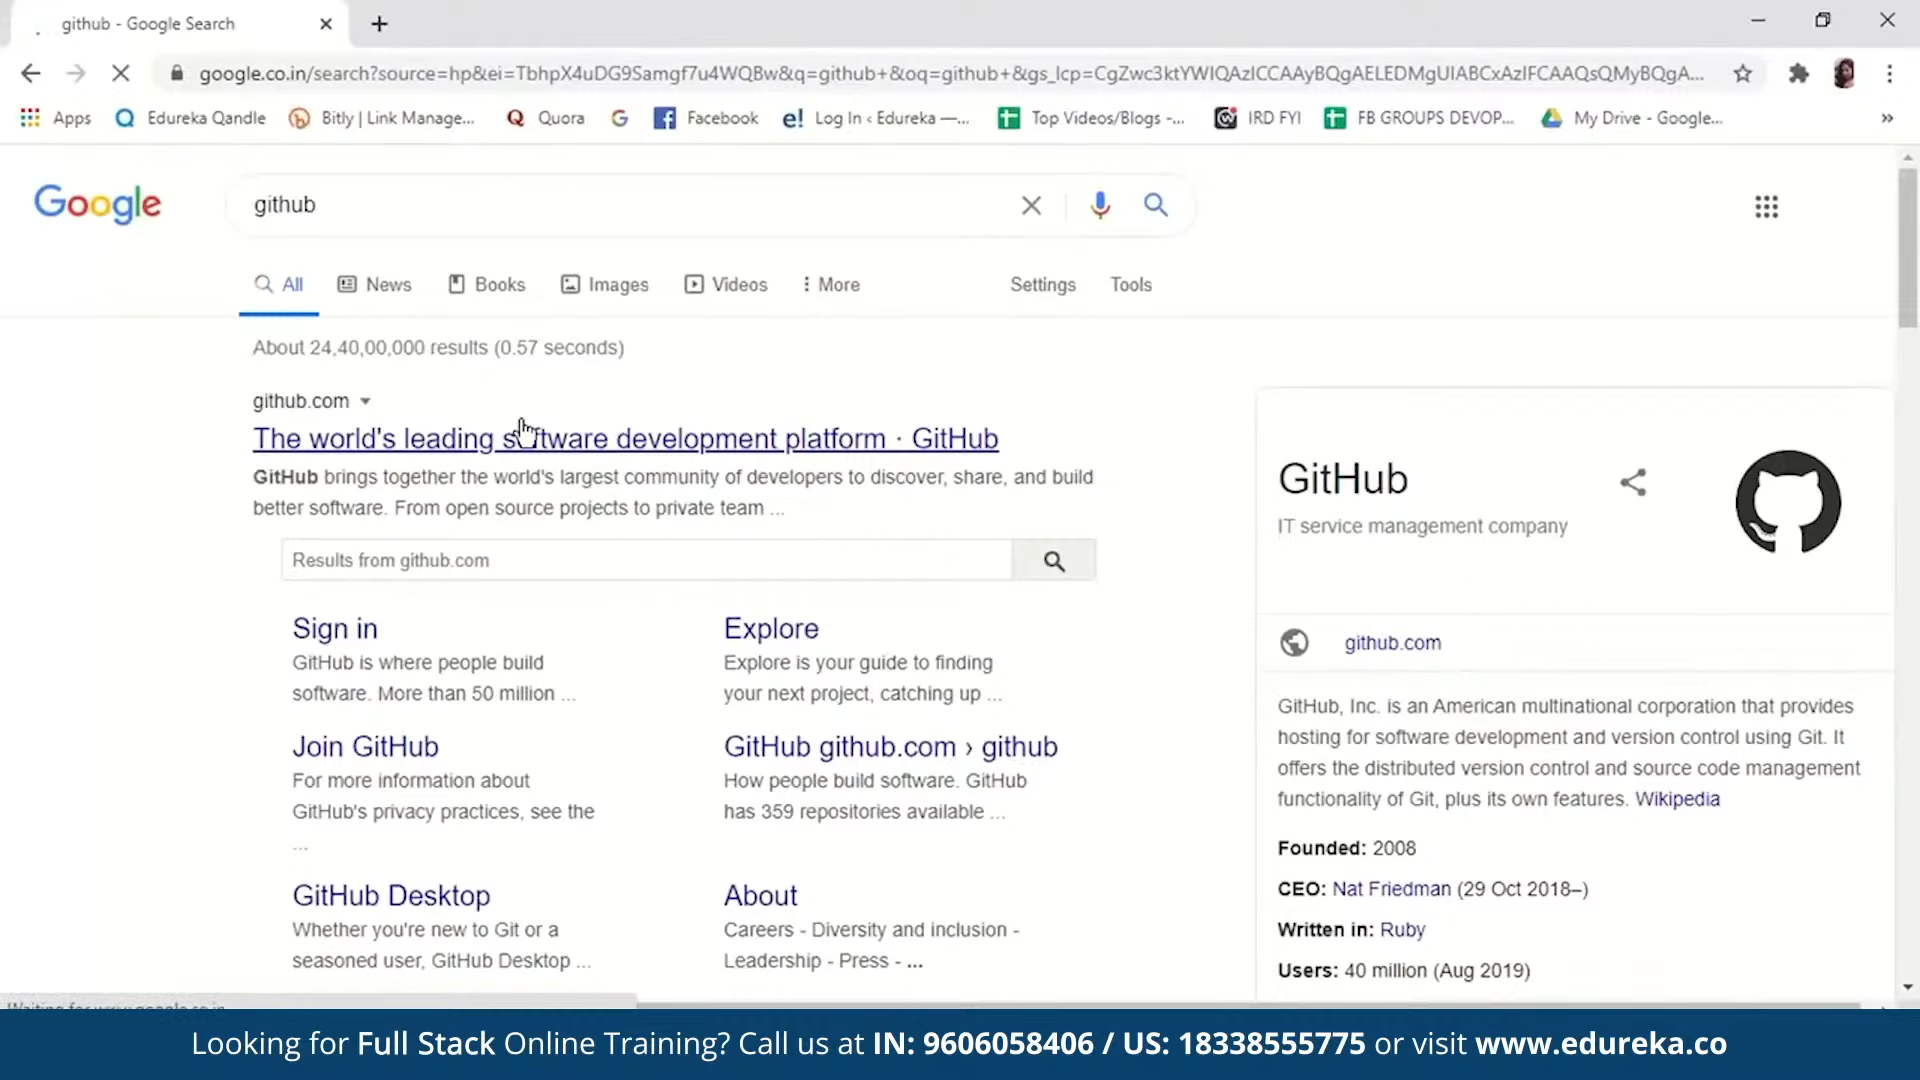 github - Google Search
google.co.in/search?source=hp&ei=TbhpX4uDG9Samgf7u4WQBw&q=github+&oq=github+&gs_lcp=CgZwc3ktYWIQAzICCAAyBQgAELEDMgUIABCxAzIFCAAQsQMyBQgA...
Apps Edureka Qandle Bitly | Link Manage... Quora Facebook Log In ‹ Edureka —... Top Videos/Blogs -... IRD FYI FB GROUPS DEVOP... My Drive - Google... »
Google
github
All News Books Images Videos More Settings Tools
About 24,40,00,000 results (0.57 seconds)
github.com
The world's leading software development platform · GitHub
GitHub brings together the world's largest community of developers to discover, share, and build
better software. From open source projects to private team ...
Results from github.com
Sign in
GitHub is where people build
software. More than 50 million ...
Explore
Explore is your guide to finding
your next project, catching up ...
Join GitHub
For more information about
GitHub's privacy practices, see the
...
GitHub github.com › github
How people build software. GitHub
has 359 repositories available ...
GitHub Desktop
Whether you're new to Git or a
seasoned user, GitHub Desktop ...
About
Careers - Diversity and inclusion -
Leadership - Press - ...
GitHub
IT service management company
github.com
GitHub, Inc. is an American multinational corporation that provides
hosting for software development and version control using Git. It
offers the distributed version control and source code management
functionality of Git, plus its own features. Wikipedia
Founded: 2008
CEO: Nat Friedman (29 Oct 2018–)
Written in: Ruby
Users: 40 million (Aug 2019)
Looking for Full Stack Online Training? Call us at IN: 9606058406 / US: 18338555775 or visit www.edureka.co